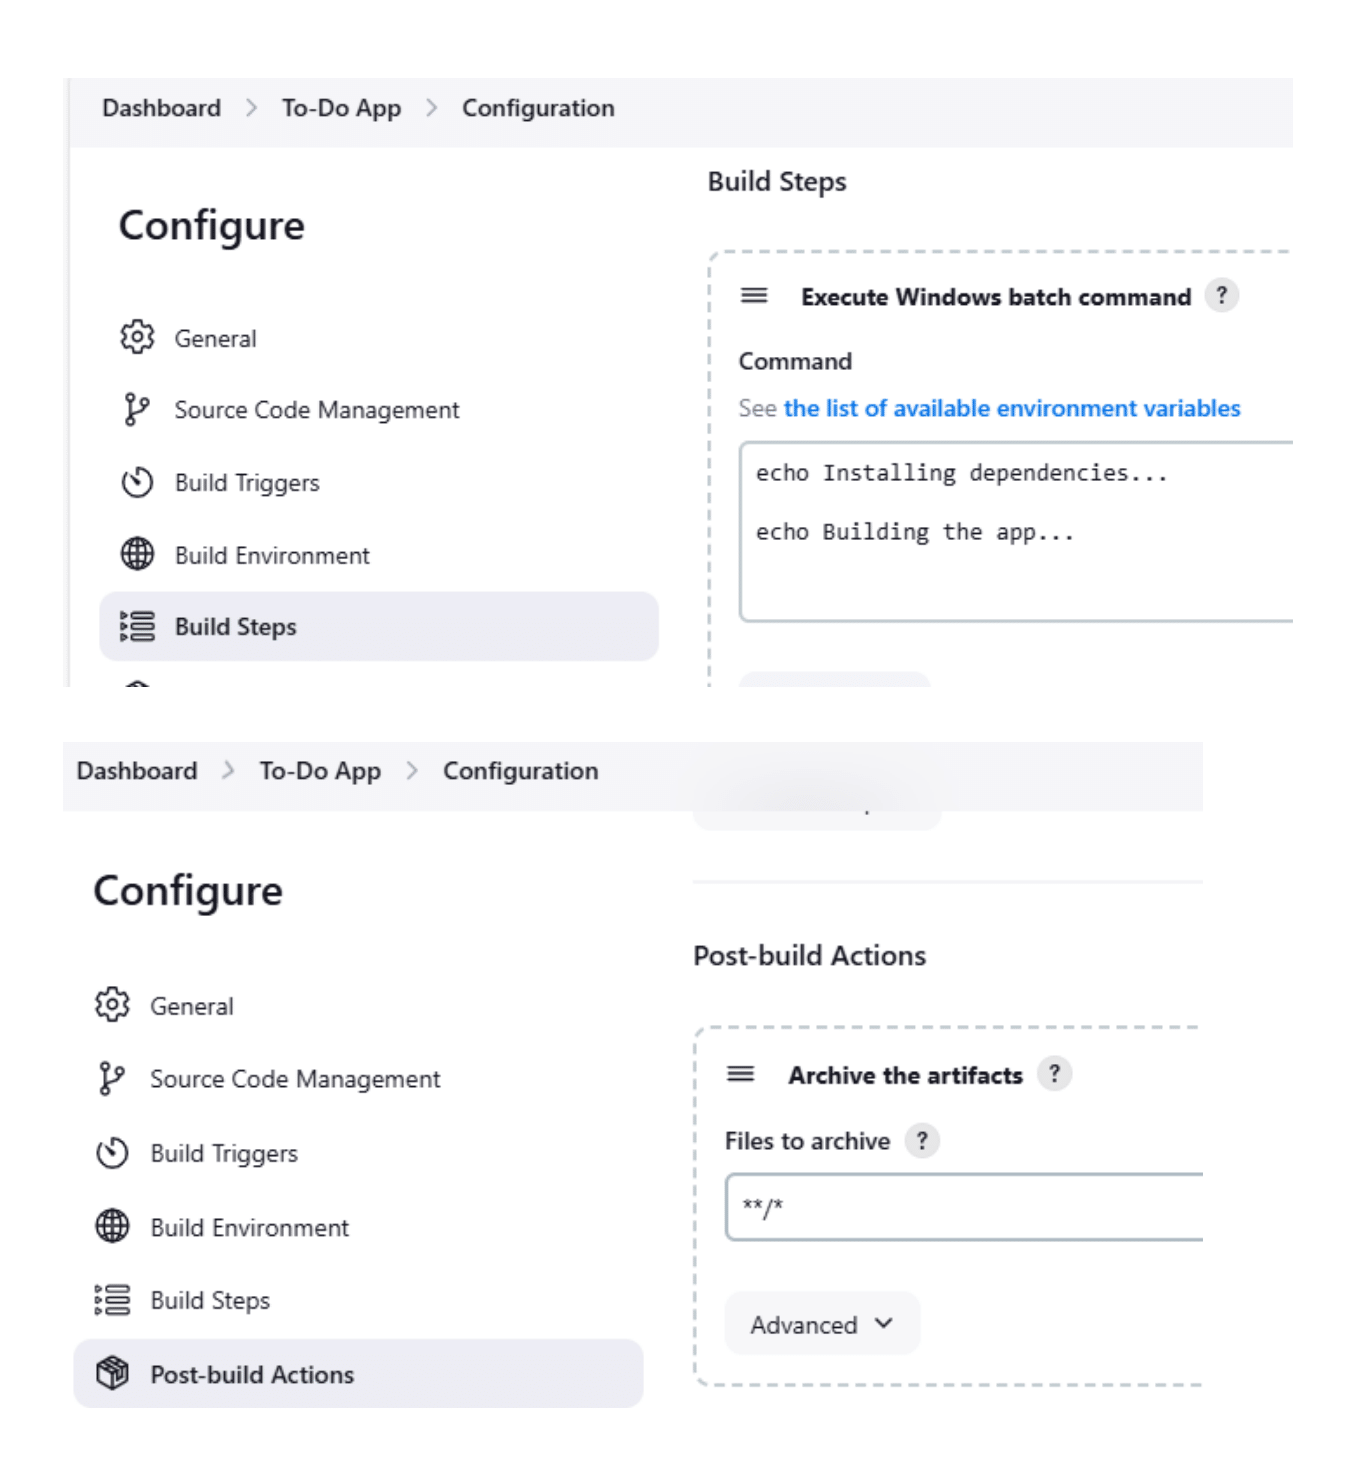 Dashboard > To-Do App > Configuration
Configure
General
Source Code Management
Build Triggers
Build Environment
Build Steps
Build Steps
Execute Windows batch command ?
Command
See the list of available environment variables
echo Installing dependencies...
echo Building the app...
Dashboard > To-Do App > Configuration
Configure
General
Source Code Management
Build Triggers
Build Environment
Build Steps
Post-build Actions
Post-build Actions
Archive the artifacts ?
Files to archive ?
**/*
Advanced